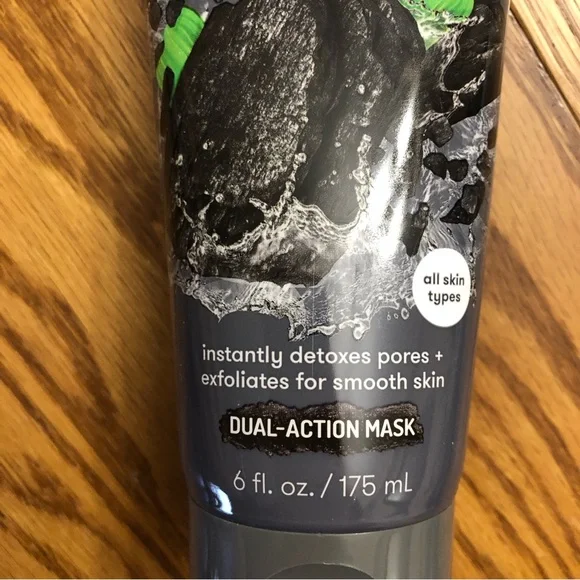 all skin
types
instantly detoxes pores +
exfoliates for smooth skin
DUAL-ACTION MASK
6 fl. oz. / 175 mL